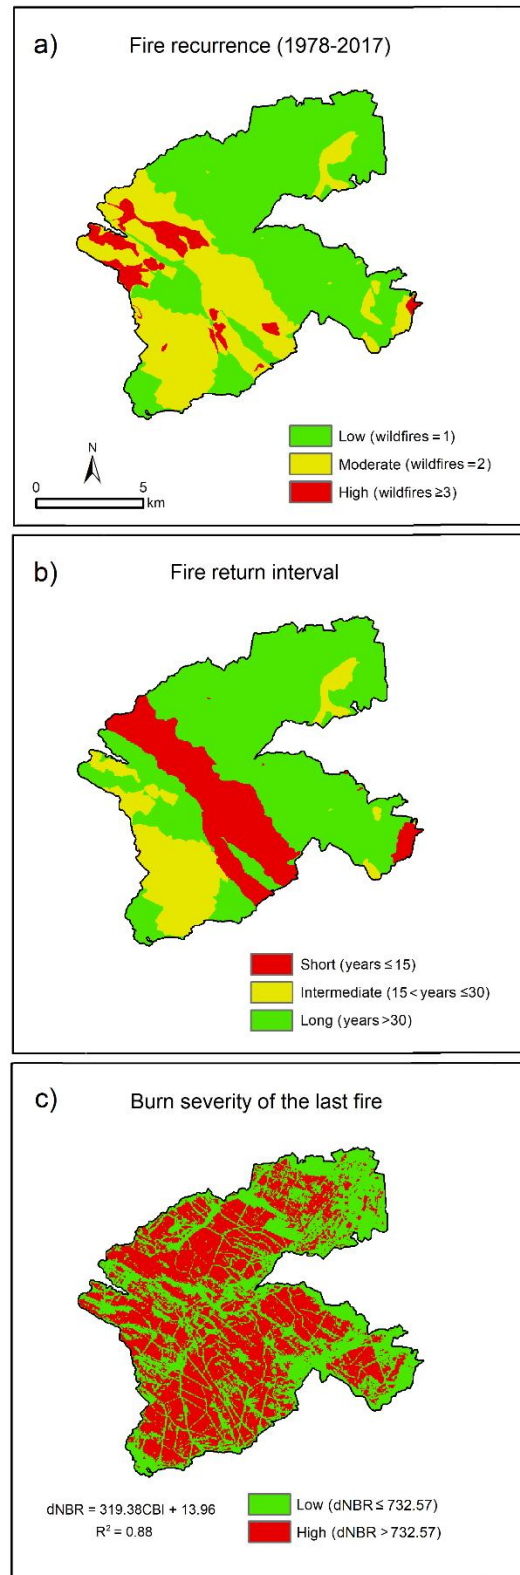 a) Fire recurrence (1978-2017)
Low (wildfires = 1)
N
Moderate (wildfires = 2)
0 5
High (wildfires ≥3)
km
b) Fire return interval
Short (years ≤ 15)
Intermediate (15 < years ≤30)
Long (years >30)
c) Burn severity of the last fire
dNBR = 319.38CBI + 13.96
Low (dNBR ≤ 732.57)
R² = 0.88
High (dNBR > 732.57)